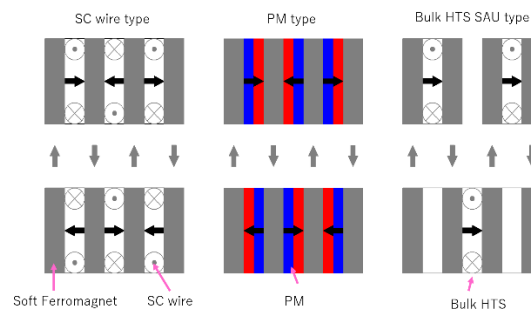 SC wire type
PM type
Bulk HTS SAU type
Soft Ferromagnet
SC wire
PM
Bulk HTS